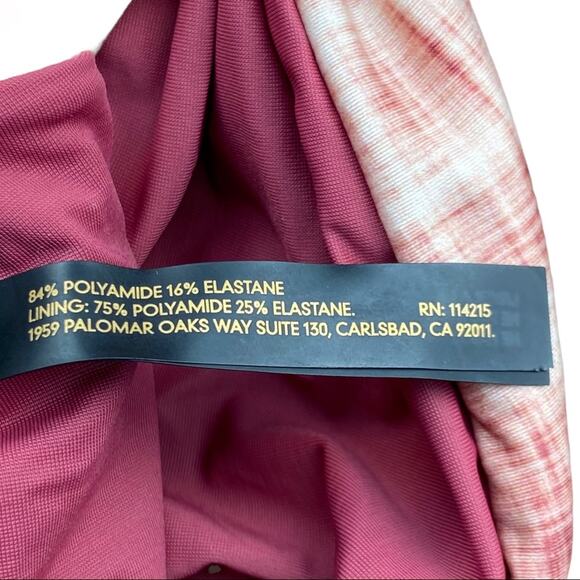 84% POLYAMIDE 16% ELASTANE
LINING: 75% POLYAMIDE 25% ELASTANE. RN: 114215
1959 PALOMAR OAKS WAY SUITE 130, CARLSBAD, CA 92011.